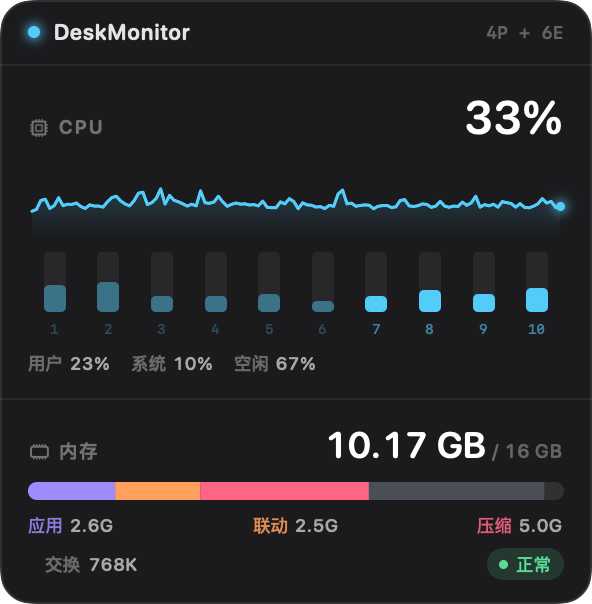 DeskMonitor 4P + 6E
CPU 33%
1 2 3 4 5 6 7 8 9 10
用户 23% 系统 10% 空闲 67%
内存 10.17 GB / 16 GB
应用 2.6G 联动 2.5G 压缩 5.0G
交换 768K 正常